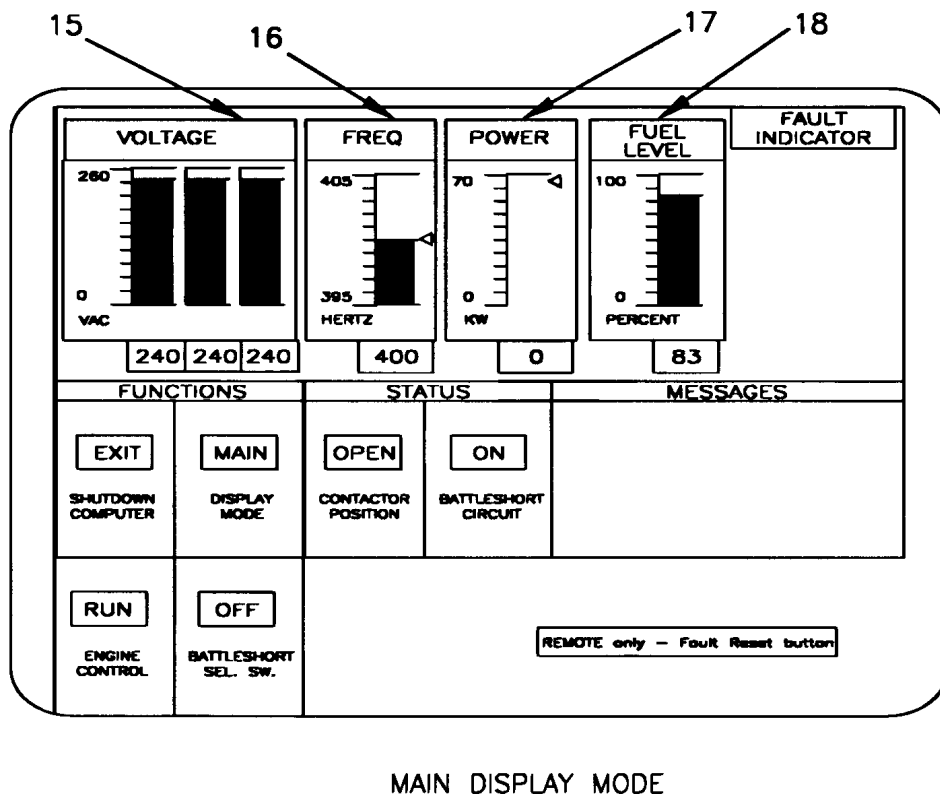 15
16
17
18
VOLTAGE
FREQ
POWER
FUEL
LEVEL
FAULT
INDICATOR
260
0
VAC
405
395
HERTZ
70
0
KW
100
0
PERCENT
240 240 240
400
0
83
FUNCTIONS
STATUS
MESSAGES
EXIT
SHUTDOWN
COMPUTER
MAIN
DISPLAY
MODE
OPEN
CONTACTOR
POSITION
ON
BATTLESHORT
CIRCUIT
RUN
ENGINE
CONTROL
OFF
BATTLESHORT
SEL. SW.
REMOTE only – Fault Reset button
MAIN DISPLAY MODE